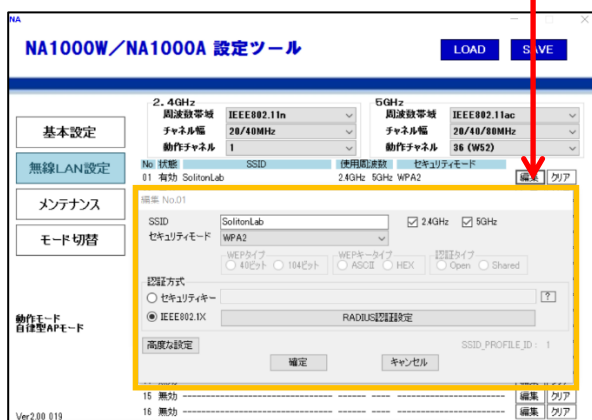 NA
NA1000W／NA1000A 設定ツール
LOAD
SAVE
2.4GHz
周波数帯域 IEEE802.11n
チャネル幅 20/40MHz
動作チャネル 1
5GHz
周波数帯域 IEEE802.11ac
チャネル幅 20/40/80MHz
動作チャネル 36 (W52)
基本設定
無線LAN設定
メンテナンス
モード切替
動作モード
自律型APモード
Ver2.00 019
No 状態 SSID 使用周波数 セキュリティモード
01 有効 SolitonLab 2.4GHz 5GHz WPA2 編集 クリア
編集 No.01
SSID SolitonLab 2.4GHz 5GHz
セキュリティモード WPA2
WEPタイプ WEPキータイプ 認証タイプ
40ビット 104ビット ASCII HEX Open Shared
認証方式
セキュリティキー ?
IEEE802.1X RADIUS認証設定
高度な設定 SSID_PROFILE_ID： 1
確定 キャンセル
15 無効 ---------------------------------- ------ ---- ---------------- 編集 クリア
16 無効 ---------------------------------- ------ ---- ---------------- 編集 クリア